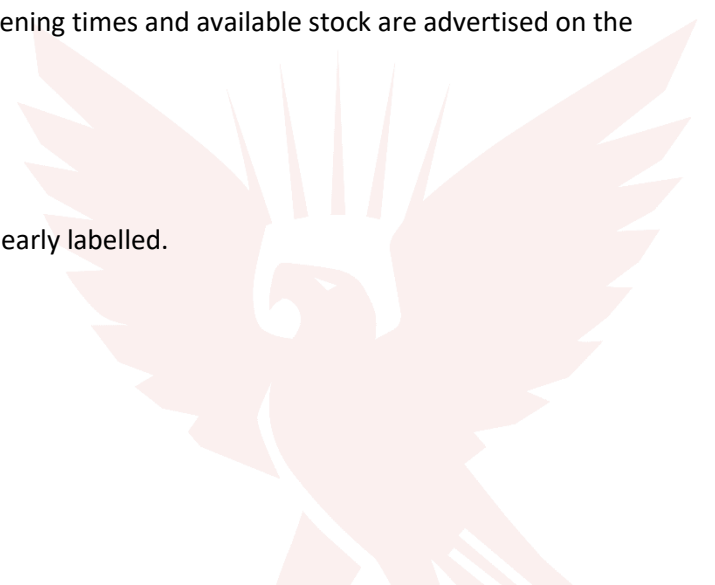 ening times and available stock are advertised on the
early labelled.